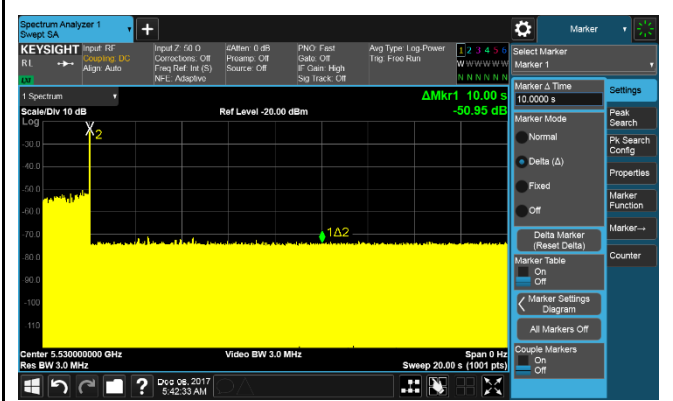 Spectrum Analyzer 1
Swept SA
Marker
KEYSIGHT
RL
Input: RF
Coupling: DC
Align: Auto
Input Z: 50 Ω
Corrections: Off
Freq Ref: Int (S)
NFE: Adaptive
#Atten: 0 dB
Preamp: Off
Source: Off
PNO: Fast
Gate: Off
IF Gain: High
Sig Track: Off
Avg Type: Log-Power
Trig: Free Run
1 2 3 4 5 6
W W W W W W
N N N N N N
1 Spectrum
Scale/Div 10 dB
Log
Ref Level -20.00 dBm
ΔMkr1 10.00 s
-50.95 dB
2
1Δ2
-30.0
-40.0
-50.0
-60.0
-80.0
-90.0
-100
-110
Center 5.530000000 GHz
Res BW 3.0 MHz
Video BW 3.0 MHz
Span 0 Hz
Sweep 20.00 s (1001 pts)
Dec 08, 2017
5:42:33 AM
Select Marker
Marker 1
Marker Δ Time
10.0000 s
Marker Mode
Normal
Delta (Δ)
Fixed
Off
Delta Marker
(Reset Delta)
Marker Table
On
Off
Marker Settings
Diagram
All Markers Off
Couple Markers
On
Off
Settings
Peak
Search
Pk Search
Config
Properties
Marker
Function
Marker→
Counter